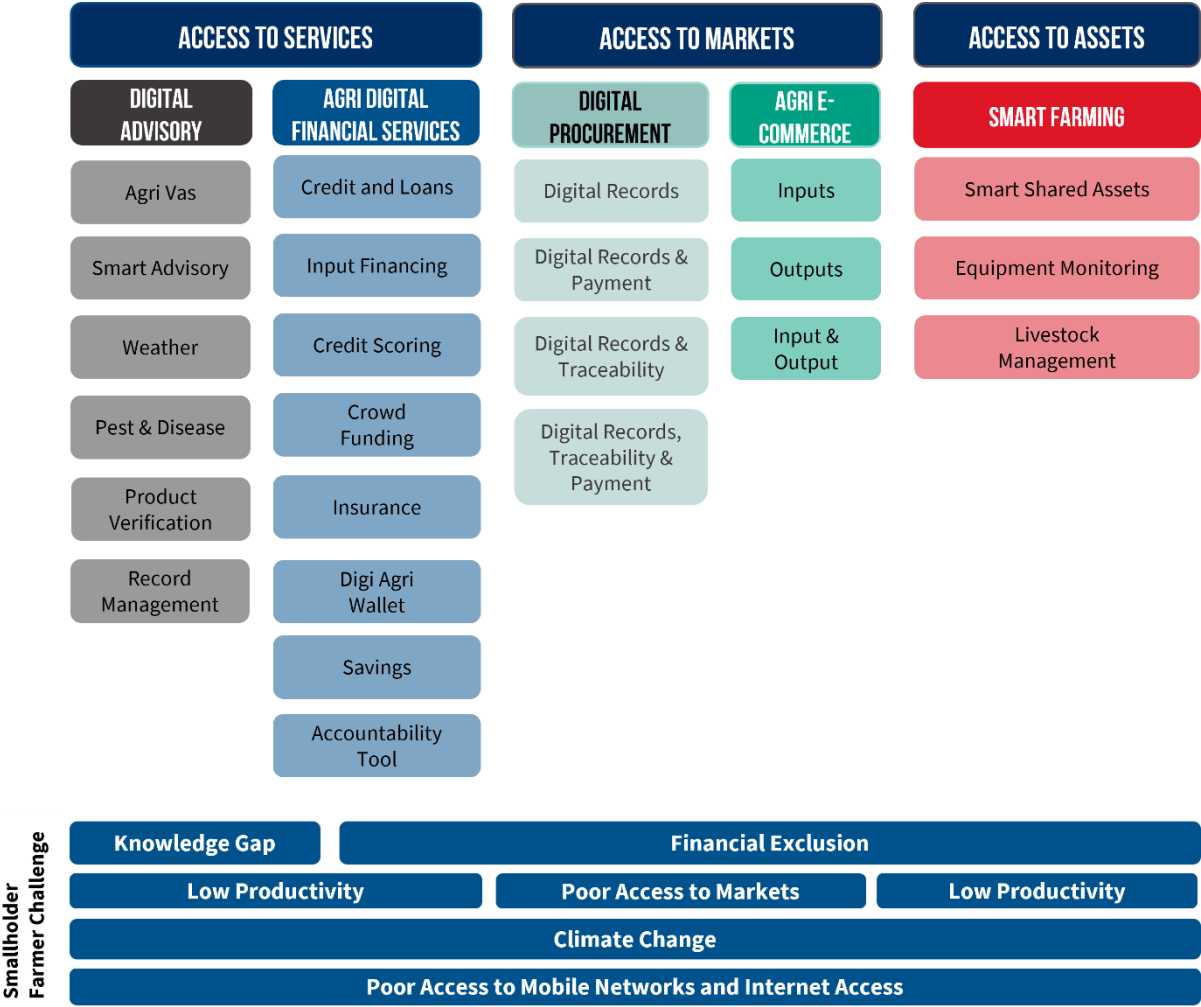 ACCESS TO SERVICES
DIGITAL
ADVISORY
Agri Vas
Smart Advisory
Weather
Pest & Disease
Product
Verification
Record
Management
AGRI DIGITAL
FINANCIAL SERVICES
Credit and Loans
Input Financing
Credit Scoring
Crowd
Funding
Insurance
Digi Agri
Wallet
Savings
Accountability
Tool
ACCESS TO MARKETS
DIGITAL
PROCUREMENT
Digital Records
Digital Records &
Payment
Digital Records &
Traceability
Digital Records,
Traceability &
Payment
AGRI E-
COMMERCE
Inputs
Outputs
Input &
Output
ACCESS TO ASSETS
SMART FARMING
Smart Shared Assets
Equipment Monitoring
Livestock
Management
Smallholder
Farmer Challenge
Knowledge Gap
Financial Exclusion
Low Productivity
Poor Access to Markets
Low Productivity
Climate Change
Poor Access to Mobile Networks and Internet Access